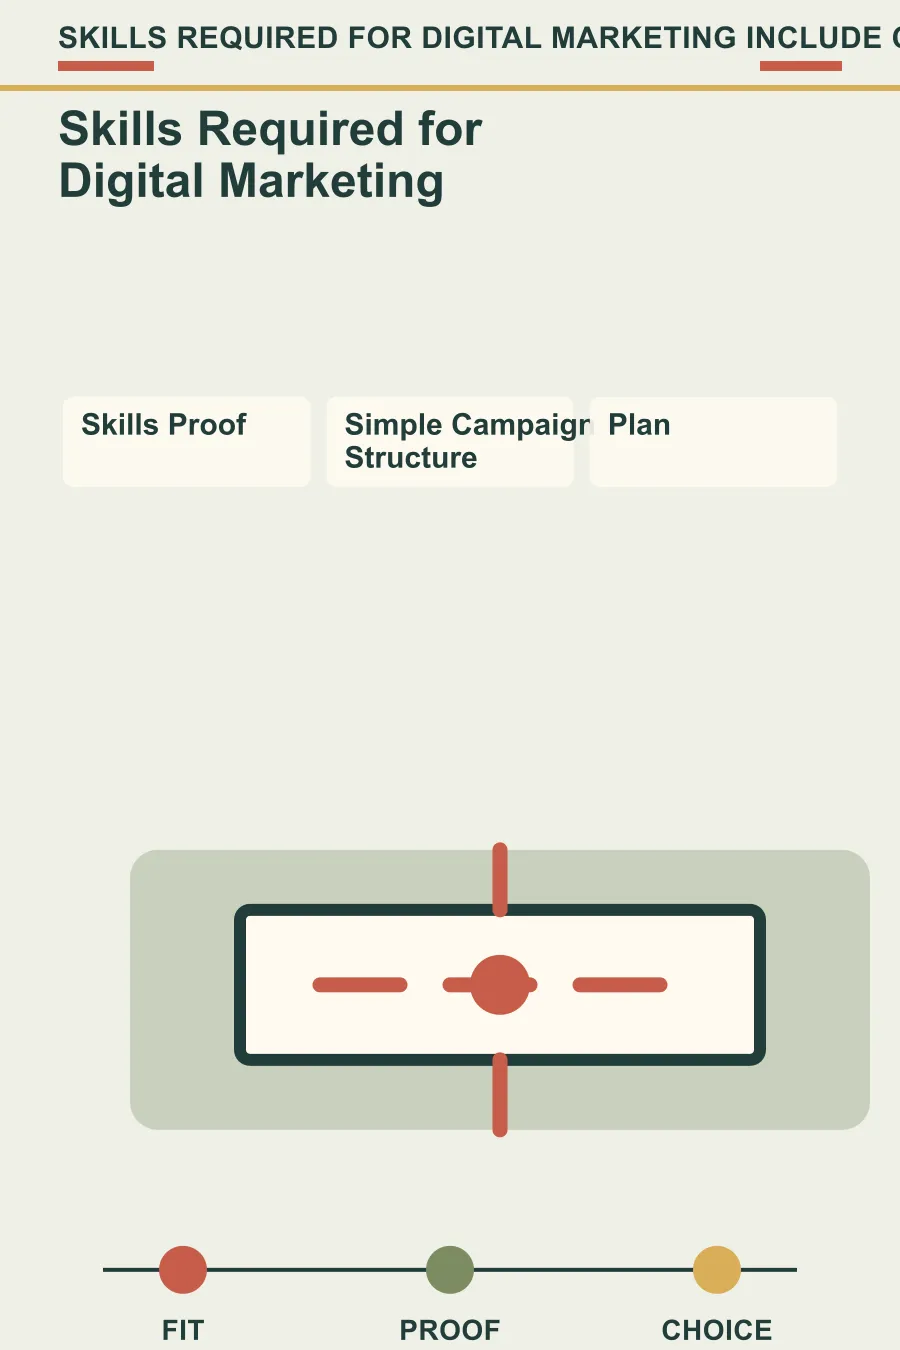 SKILLS REQUIRED FOR DIGITAL MARKETING INCLUDE
Skills Required for
Digital Marketing
Skills Proof
Simple Campaign
Structure
Plan
FIT
PROOF
CHOICE